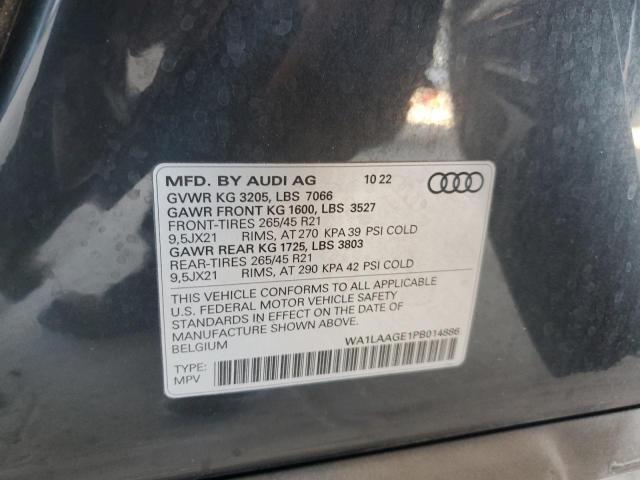 MFD. BY AUDI AG 10 22
GVWR KG 3205, LBS 7066
GAWR FRONT KG 1600, LBS 3527
FRONT-TIRES 265/45 R21
9,5JX21 RIMS, AT 270 KPA 39 PSI COLD
GAWR REAR KG 1725, LBS 3803
REAR-TIRES 265/45 R21
9,5JX21 RIMS, AT 290 KPA 42 PSI COLD
THIS VEHICLE CONFORMS TO ALL APPLICABLE
U.S. FEDERAL MOTOR VEHICLE SAFETY
STANDARDS IN EFFECT ON THE DATE OF
MANUFACTURE SHOWN ABOVE.
BELGIUM WA1LAAGE1PB014886
TYPE:
MPV